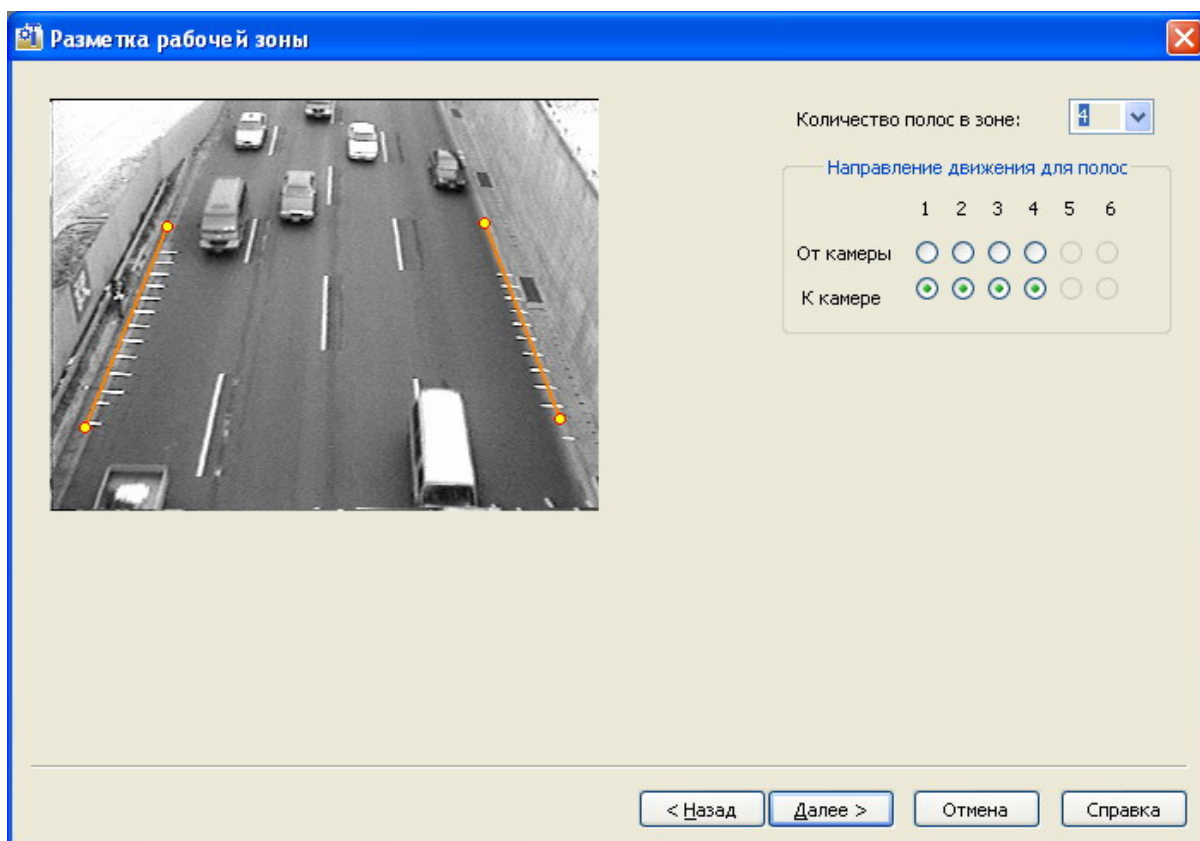 Разметка рабочей зоны
Количество полос в зоне: 4
Направление движения для полос
1 2 3 4 5 6
От камеры
К камере
< Назад Далее > Отмена Справка